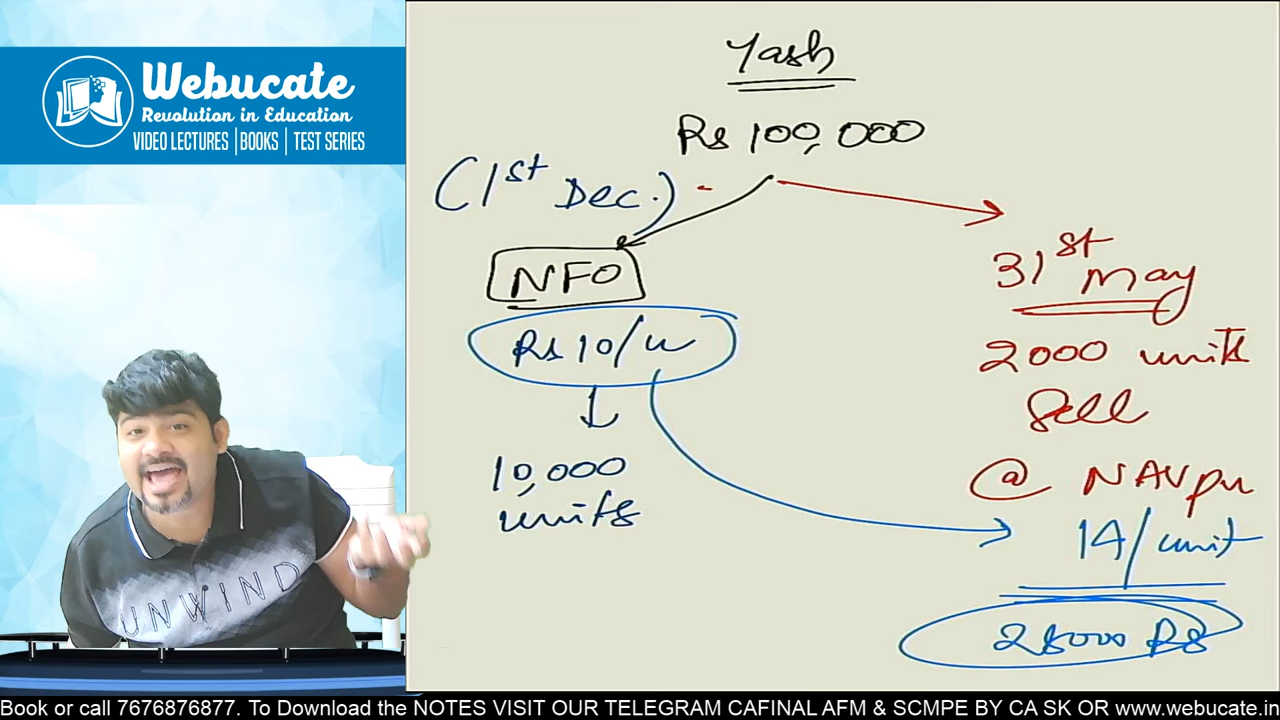 Webucate
Revolution in Education
VIDEO LECTURES | BOOKS | TEST SERIES
Yash
Rs 100,000
(1st Dec.)
NFO
Rs 10/u
10,000
units
31st
May
2000 units
Sell
@ NAVpu
14/unit
28000 Rs
UNWIND
Book or call 7676876877. To Download the NOTES VISIT OUR TELEGRAM CAFINAL AFM & SCMPE BY CA SK OR www.webucate.in